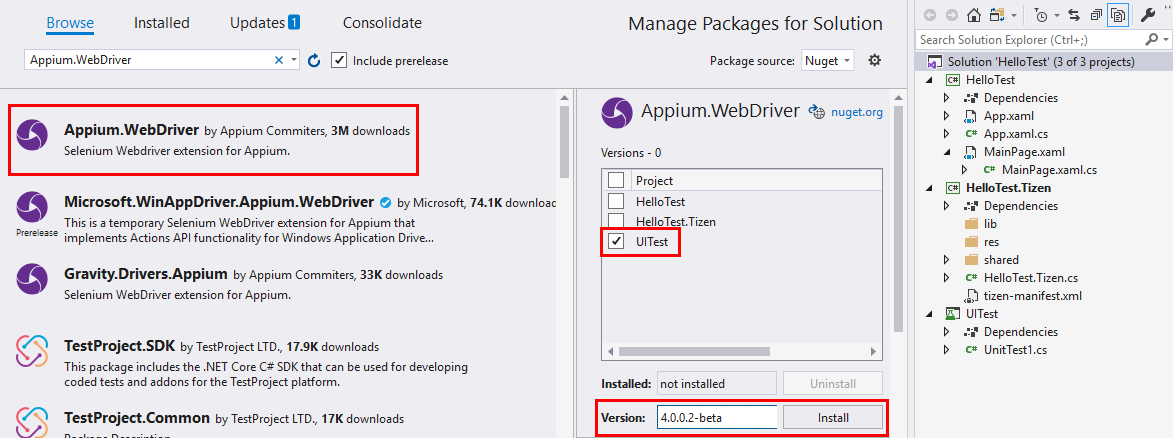 Browse Installed Updates 1 Consolidate
Manage Packages for Solution
Appium.WebDriver
Include prerelease
Package source: Nuget
Appium.WebDriver by Appium Commiters, 3M downloads
Selenium Webdriver extension for Appium.
Microsoft.WinAppDriver.Appium.WebDriver by Microsoft, 74.1K downloac
Prerelease
This is a temporary Selenium WebDriver extension for Appium that
implements Actions API functionality for Windows Application Drive...
Gravity.Drivers.Appium by Appium Commiters, 33K downloads
Selenium WebDriver extension for Appium.
TestProject.SDK by TestProject LTD., 17.9K downloads
This package includes the .NET Core C# SDK that can be used for developing
coded tests and addons for the TestProject platform.
TestProject.Common by TestProject LTD., 17K downloads
Package Description
Appium.WebDriver nuget.org
Versions - 0
Project
HelloTest
HelloTest.Tizen
UITest
Installed: not installed Uninstall
Version: 4.0.0.2-beta Install
Search Solution Explorer (Ctrl+;)
Solution 'HelloTest' (3 of 3 projects)
C# HelloTest
Dependencies
App.xaml
C# App.xaml.cs
MainPage.xaml
C# MainPage.xaml.cs
C# HelloTest.Tizen
Dependencies
lib
res
shared
C# HelloTest.Tizen.cs
tizen-manifest.xml
UITest
Dependencies
C# UnitTest1.cs